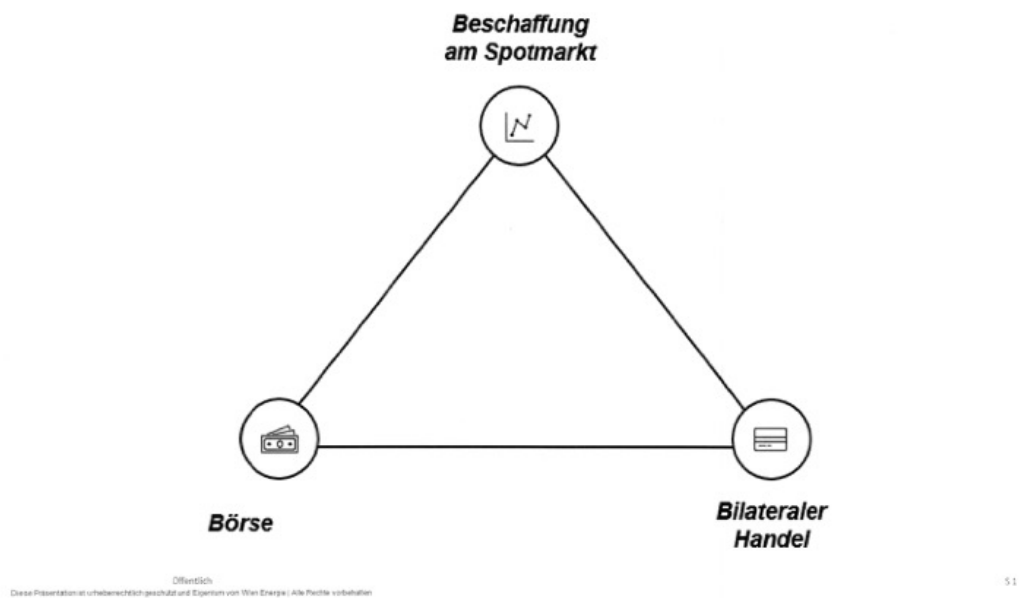 Beschaffung
am Spotmarkt
Börse
Bilateraler
Handel
Öffentlich
S 1
Diese Präsentation ist urheberrechtlich geschützt und Eigentum von Wien Energie | Alle Rechte vorbehalten